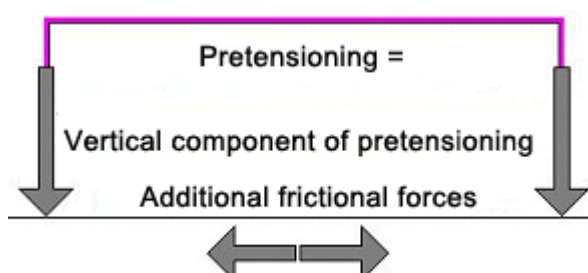 Pretensioning =
Vertical component of pretensioning
Additional frictional forces